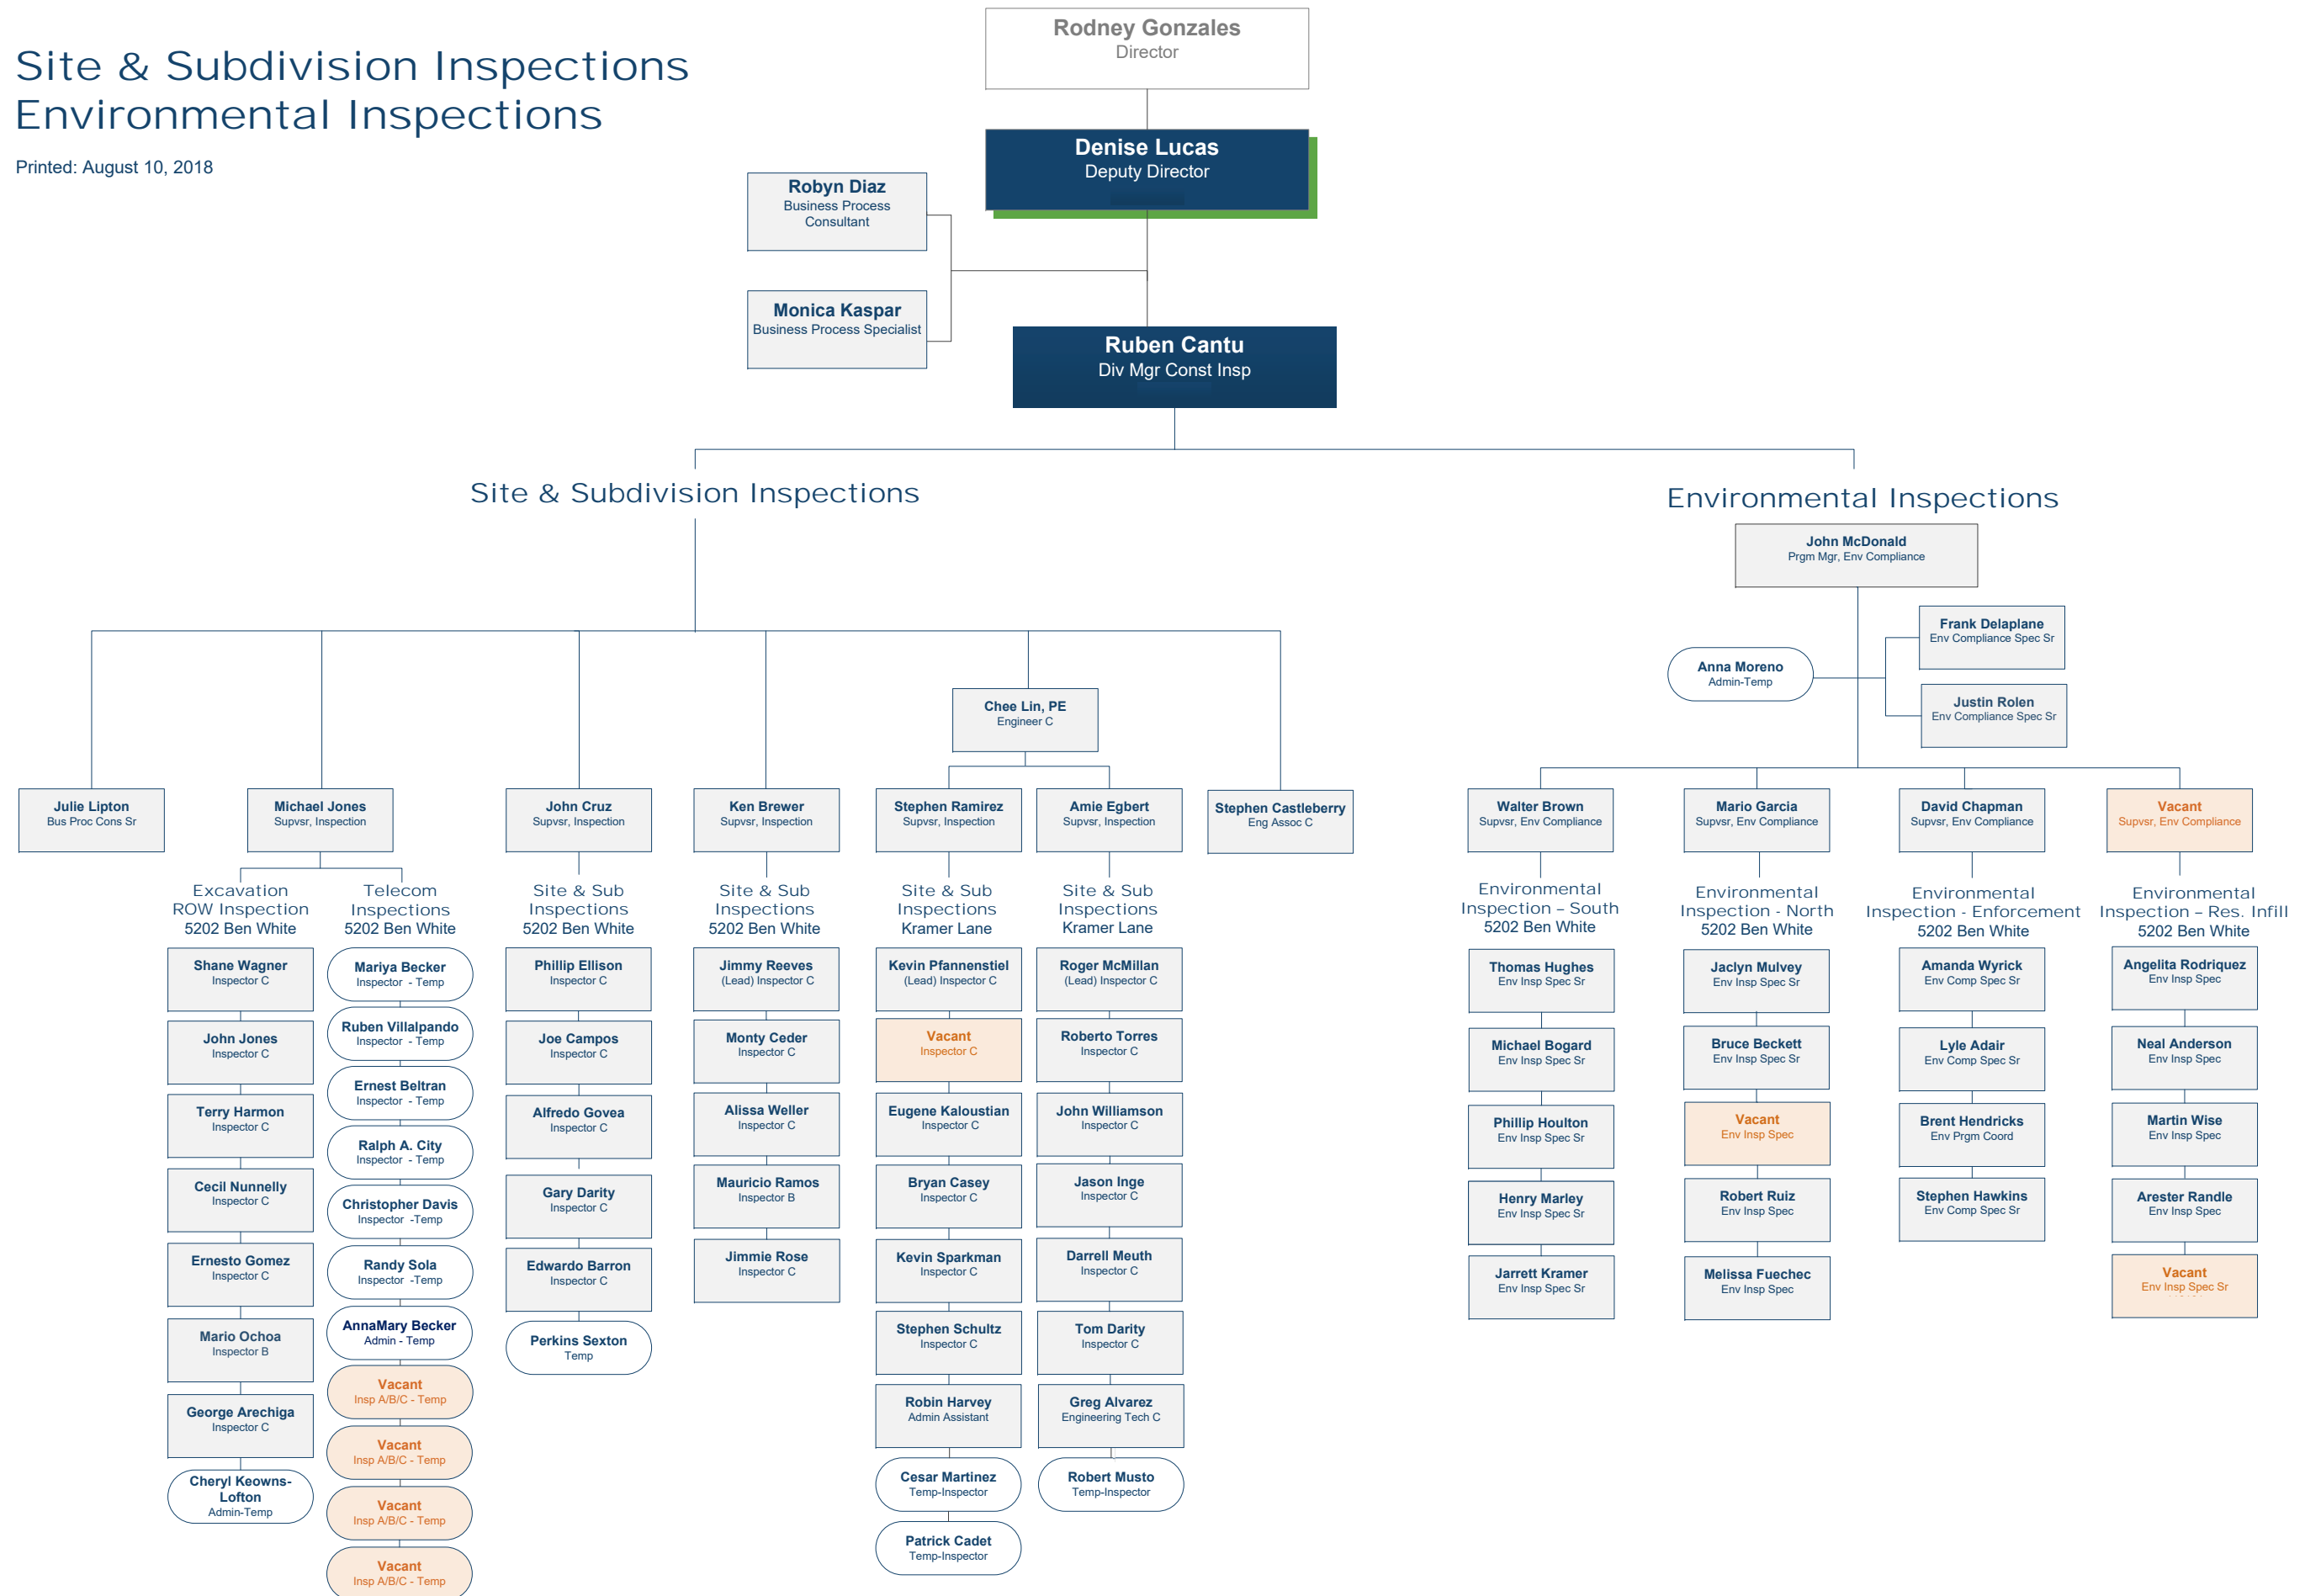 Site & Subdivision Inspections
Environmental Inspections
Printed: August 10, 2018
Rodney Gonzales
Director
Denise Lucas
Deputy Director
Robyn Diaz
Business Process
Consultant
Monica Kaspar
Business Process Specialist
Ruben Cantu
Div Mgr Const Insp
Site & Subdivision Inspections
Chee Lin, PE
Engineer C
Julie Lipton
Bus Proc Cons Sr
Michael Jones
Supvsr, Inspection
John Cruz
Supvsr, Inspection
Ken Brewer
Supvsr, Inspection
Stephen Ramirez
Supvsr, Inspection
Amie Egbert
Supvsr, Inspection
Stephen Castleberry
Eng Assoc C
Excavation
ROW Inspection
5202 Ben White
Shane Wagner
Inspector C
John Jones
Inspector C
Terry Harmon
Inspector C
Cecil Nunnelly
Inspector C
Ernesto Gomez
Inspector C
Mario Ochoa
Inspector B
George Arechiga
Inspector C
Cheryl Keowns-
Lofton
Admin-Temp
Telecom
Inspections
5202 Ben White
Mariya Becker
Inspector - Temp
Ruben Villalpando
Inspector - Temp
Ernest Beltran
Inspector - Temp
Ralph A. City
Inspector - Temp
Christopher Davis
Inspector -Temp
Randy Sola
Inspector -Temp
AnnaMary Becker
Admin - Temp
Vacant
Insp A/B/C - Temp
Vacant
Insp A/B/C - Temp
Vacant
Insp A/B/C - Temp
Vacant
Insp A/B/C - Temp
Site & Sub
Inspections
5202 Ben White
Phillip Ellison
Inspector C
Joe Campos
Inspector C
Alfredo Govea
Inspector C
Gary Darity
Inspector C
Edwardo Barron
Inspector C
Perkins Sexton
Temp
Site & Sub
Inspections
5202 Ben White
Jimmy Reeves
(Lead) Inspector C
Monty Ceder
Inspector C
Alissa Weller
Inspector C
Mauricio Ramos
Inspector B
Jimmie Rose
Inspector C
Site & Sub
Inspections
Kramer Lane
Kevin Pfannenstiel
(Lead) Inspector C
Vacant
Inspector C
Eugene Kaloustian
Inspector C
Bryan Casey
Inspector C
Kevin Sparkman
Inspector C
Stephen Schultz
Inspector C
Robin Harvey
Admin Assistant
Cesar Martinez
Temp-Inspector
Patrick Cadet
Temp-Inspector
Site & Sub
Inspections
Kramer Lane
Roger McMillan
(Lead) Inspector C
Roberto Torres
Inspector C
John Williamson
Inspector C
Jason Inge
Inspector C
Darrell Meuth
Inspector C
Tom Darity
Inspector C
Greg Alvarez
Engineering Tech C
Robert Musto
Temp-Inspector
Environmental Inspections
John McDonald
Prgm Mgr, Env Compliance
Frank Delaplane
Env Compliance Spec Sr
Anna Moreno
Admin-Temp
Justin Rolen
Env Compliance Spec Sr
Walter Brown
Supvsr, Env Compliance
Mario Garcia
Supvsr, Env Compliance
David Chapman
Supvsr, Env Compliance
Vacant
Supvsr, Env Compliance
Environmental
Inspection – South
5202 Ben White
Thomas Hughes
Env Insp Spec Sr
Michael Bogard
Env Insp Spec Sr
Phillip Houlton
Env Insp Spec Sr
Henry Marley
Env Insp Spec Sr
Jarrett Kramer
Env Insp Spec Sr
Environmental
Inspection - North
5202 Ben White
Jaclyn Mulvey
Env Insp Spec Sr
Bruce Beckett
Env Insp Spec Sr
Vacant
Env Insp Spec
Robert Ruiz
Env Insp Spec
Melissa Fuechec
Env Insp Spec
Environmental
Inspection - Enforcement
5202 Ben White
Amanda Wyrick
Env Comp Spec Sr
Lyle Adair
Env Comp Spec Sr
Brent Hendricks
Env Prgm Coord
Stephen Hawkins
Env Comp Spec Sr
Environmental
Inspection – Res. Infill
5202 Ben White
Angelita Rodriquez
Env Insp Spec
Neal Anderson
Env Insp Spec
Martin Wise
Env Insp Spec
Arester Randle
Env Insp Spec
Vacant
Env Insp Spec Sr